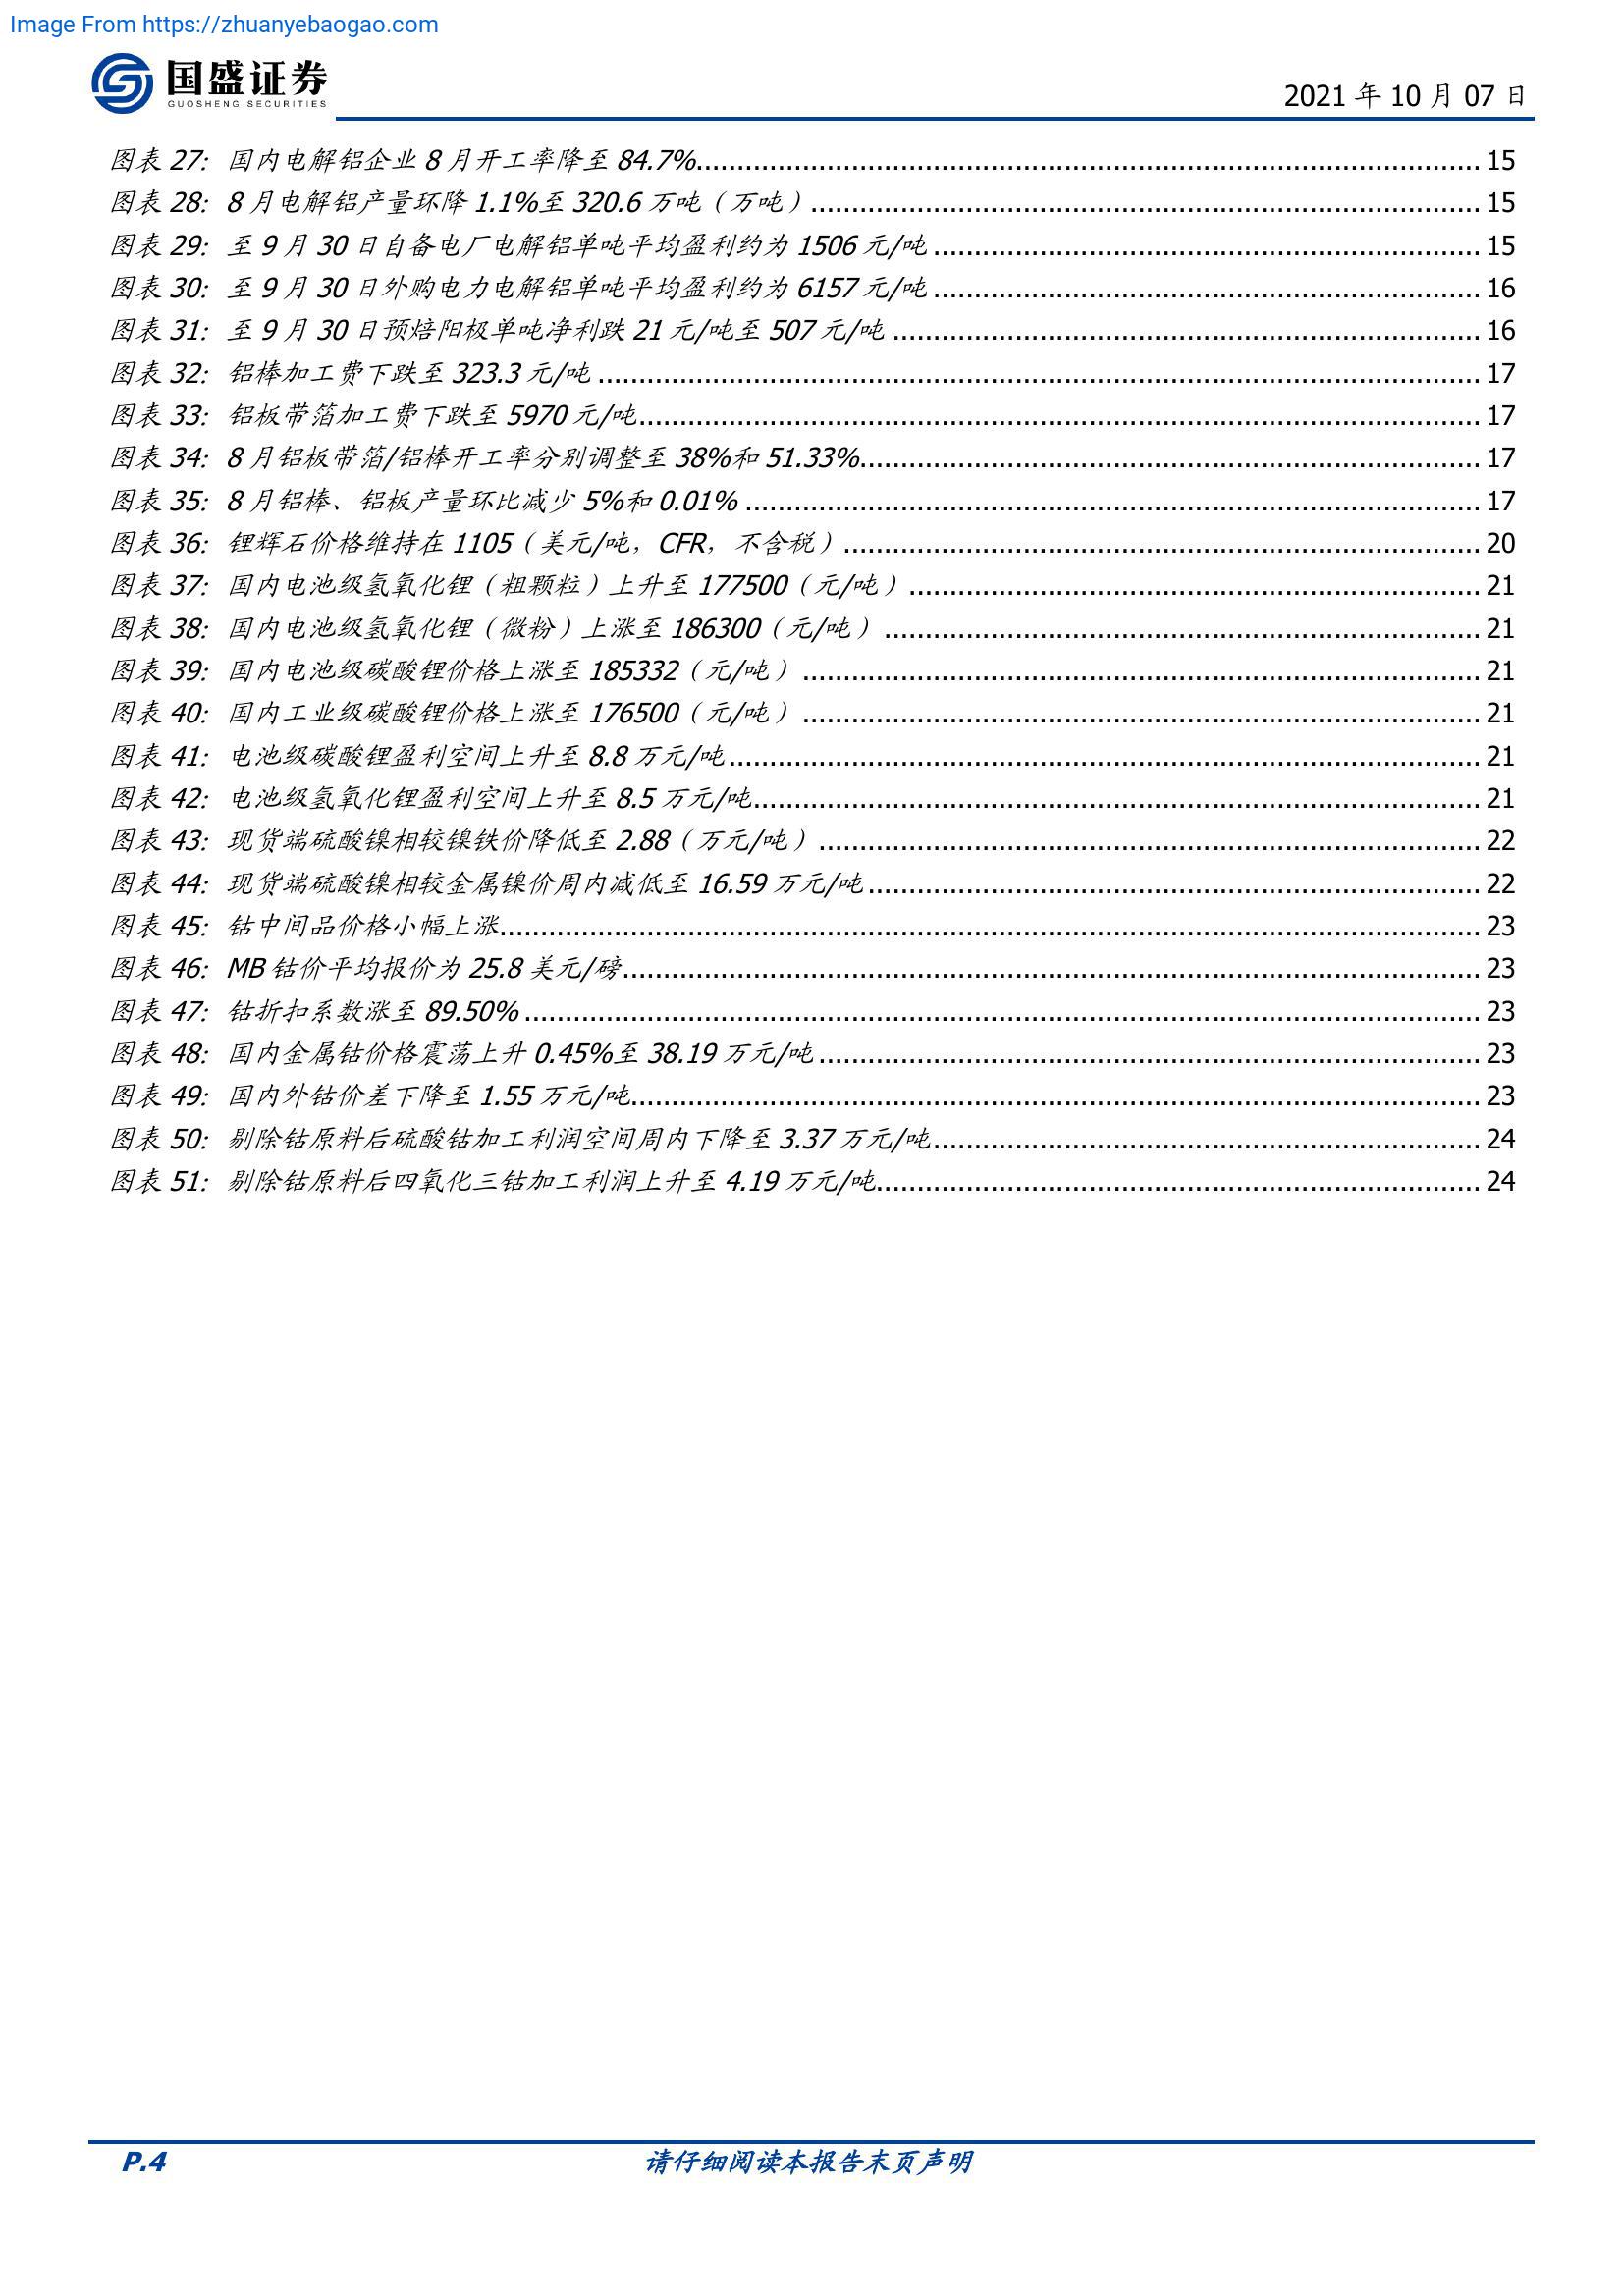 Image From https://zhuanyebaogao.com
国盛证券
GUOSHENG SECURITIES
2021 年 10 月 07 日
图表 27: 国内电解铝企业 8 月开工率降至 84.7%.......... 15
图表 28: 8 月电解铝产量环降 1.1%至 320.6 万吨（万吨）.......... 15
图表 29: 至 9 月 30 日自备电厂电解铝单吨平均盈利约为 1506 元/吨.......... 15
图表 30: 至 9 月 30 日外购电力电解铝单吨平均盈利约为 6157 元/吨.......... 16
图表 31: 至 9 月 30 日预焙阳极单吨净利跌 21 元/吨至 507 元/吨.......... 16
图表 32: 铝棒加工费下跌至 323.3 元/吨.......... 17
图表 33: 铝板带箔加工费下跌至 5970 元/吨.......... 17
图表 34: 8 月铝板带箔/铝棒开工率分别调整至 38%和 51.33%.......... 17
图表 35: 8 月铝棒、铝板产量环比减少 5%和 0.01%.......... 17
图表 36: 锂辉石价格维持在 1105（美元/吨，CFR，不含税）.......... 20
图表 37: 国内电池级氢氧化锂（粗颗粒）上升至 177500（元/吨）.......... 21
图表 38: 国内电池级氢氧化锂（微粉）上涨至 186300（元/吨）.......... 21
图表 39: 国内电池级碳酸锂价格上涨至 185332（元/吨）.......... 21
图表 40: 国内工业级碳酸锂价格上涨至 176500（元/吨）.......... 21
图表 41: 电池级碳酸锂盈利空间上升至 8.8 万元/吨.......... 21
图表 42: 电池级氢氧化锂盈利空间上升至 8.5 万元/吨.......... 21
图表 43: 现货端硫酸镍相较镍铁价降低至 2.88（万元/吨）.......... 22
图表 44: 现货端硫酸镍相较金属镍价周内减低至 16.59 万元/吨.......... 22
图表 45: 钴中间品价格小幅上涨.......... 23
图表 46: MB 钴价平均报价为 25.8 美元/磅.......... 23
图表 47: 钴折扣系数涨至 89.50%.......... 23
图表 48: 国内金属钴价格震荡上升 0.45%至 38.19 万元/吨.......... 23
图表 49: 国内外钴价差下降至 1.55 万元/吨.......... 23
图表 50: 剔除钴原料后硫酸钴加工利润空间周内下降至 3.37 万元/吨.......... 24
图表 51: 剔除钴原料后四氧化三钴加工利润上升至 4.19 万元/吨.......... 24
P.4
请仔细阅读本报告末页声明